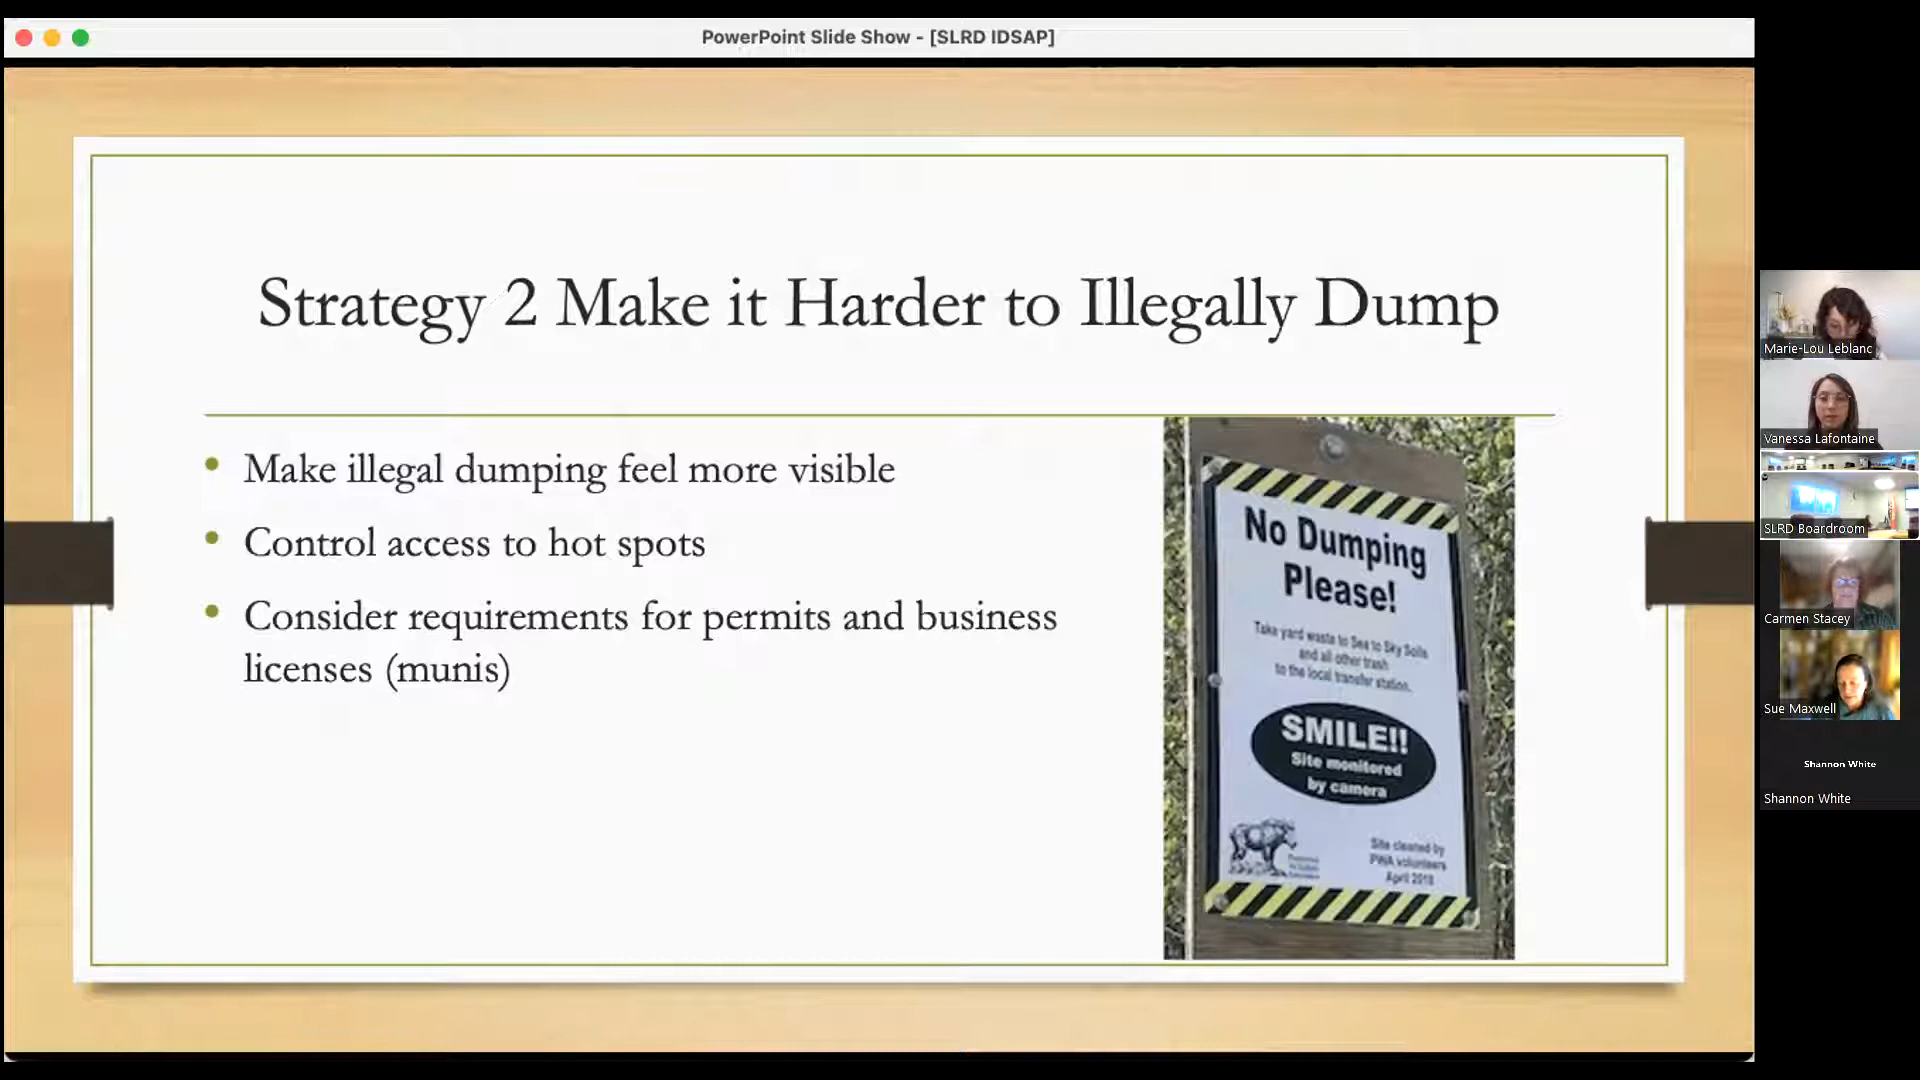 PowerPoint Slide Show - [SLRD IDSAP]
Strategy 2 Make it Harder to Illegally Dump
• Make illegal dumping feel more visible
• Control access to hot spots
• Consider requirements for permits and business
licenses (munis)
No Dumping
Please!
Take yard waste to Sea to Sky Soils
and all other trash
to the local transfer station.
SMILE!!
Site monitored
by camera
Site cleaned by
PWA volunteers
April 2018
Marie-Lou Leblanc
Vanessa Lafontaine
SLRD Boardroom
Carmen Stacey
Sue Maxwell
Shannon White
Shannon White